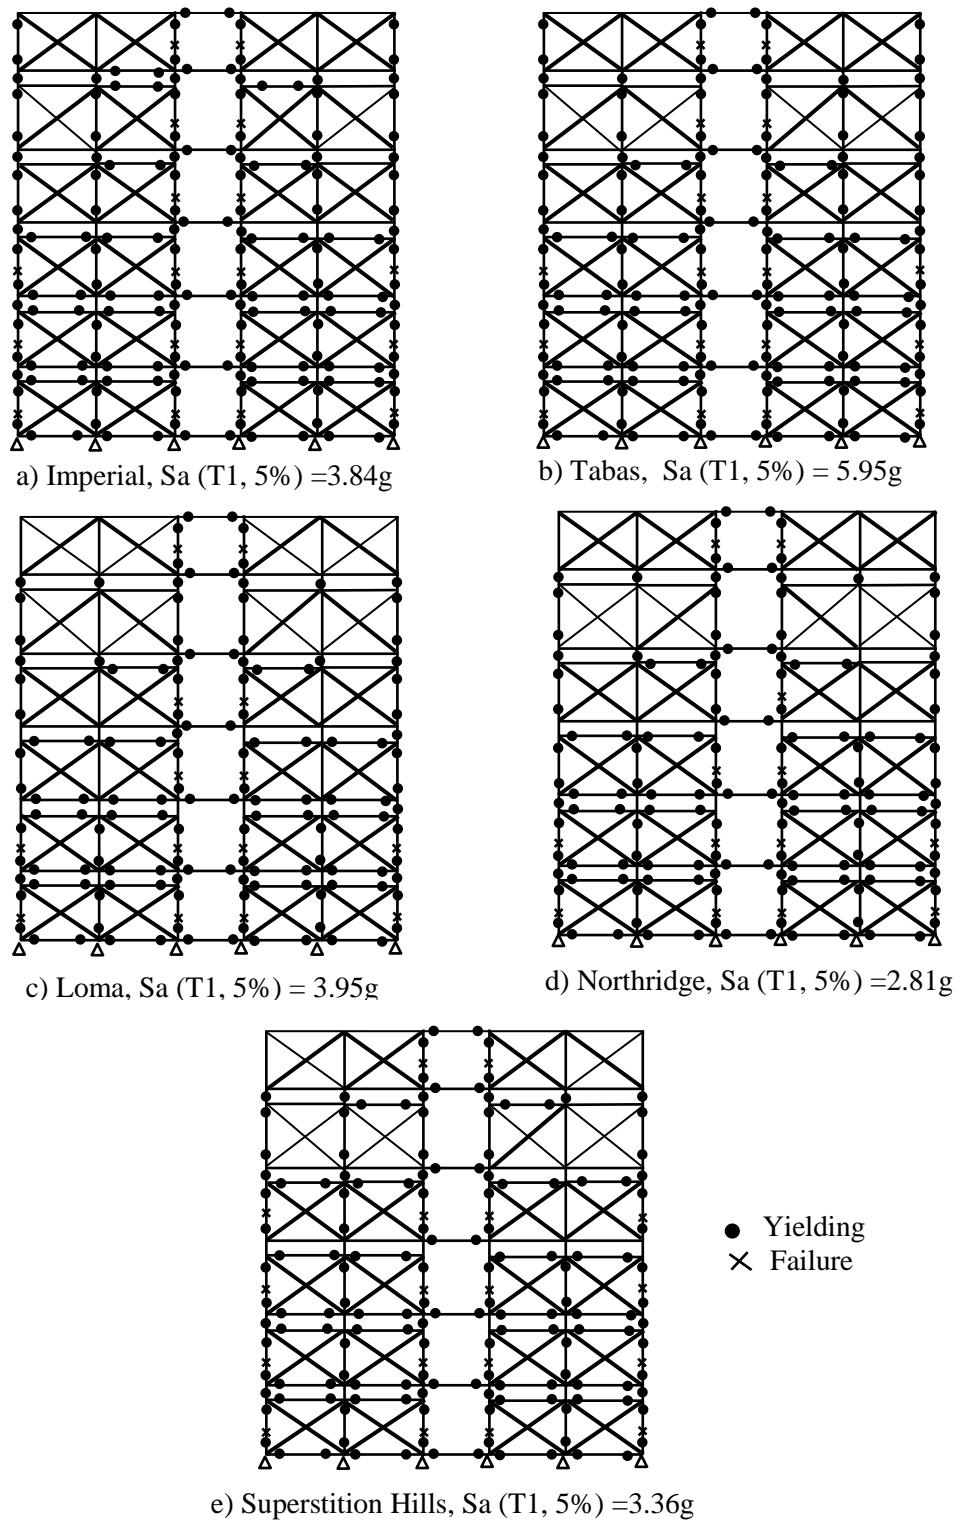 a) Imperial, Sa (T1, 5%) =3.84g
b) Tabas, Sa (T1, 5%) = 5.95g
c) Loma, Sa (T1, 5%) = 3.95g
d) Northridge, Sa (T1, 5%) =2.81g
Yielding
Failure
e) Superstition Hills, Sa (T1, 5%) =3.36g